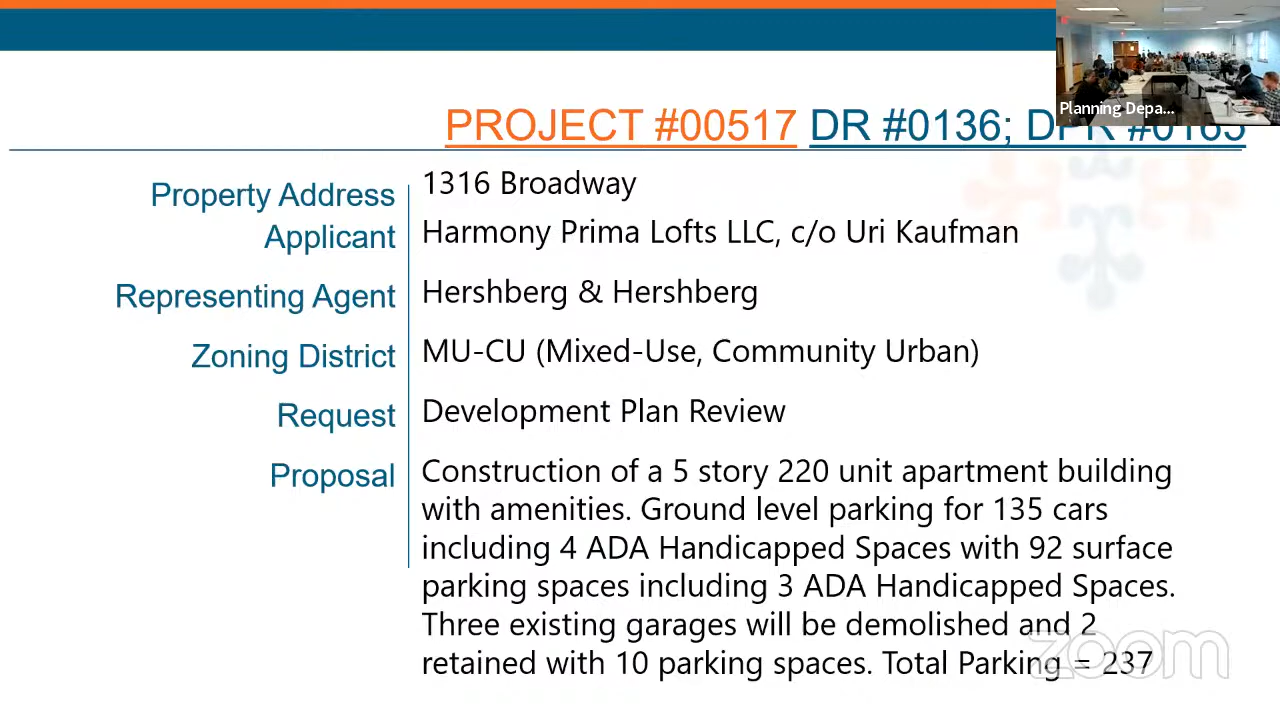 PROJECT #00517 DR #0136; DPR #0163
Planning Depa...
Property Address
1316 Broadway
Applicant
Harmony Prima Lofts LLC, c/o Uri Kaufman
Representing Agent
Hershberg & Hershberg
Zoning District
MU-CU (Mixed-Use, Community Urban)
Request
Development Plan Review
Proposal
Construction of a 5 story 220 unit apartment building
with amenities. Ground level parking for 135 cars
including 4 ADA Handicapped Spaces with 92 surface
parking spaces including 3 ADA Handicapped Spaces.
Three existing garages will be demolished and 2
retained with 10 parking spaces. Total Parking = 237
zoom